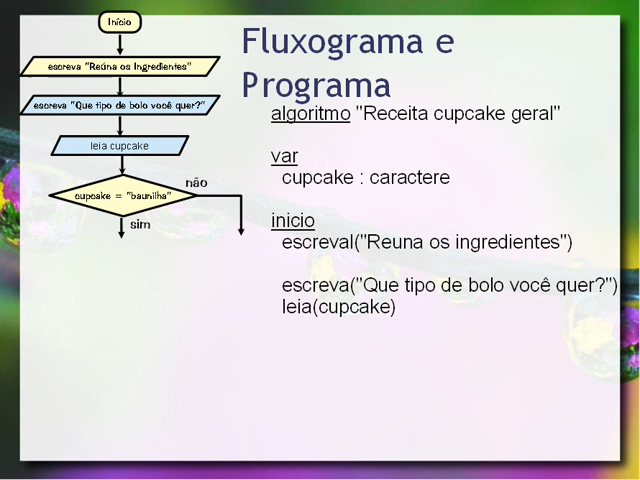 Início
escreva "Reúna os Ingredientes"
escreva "Que tipo de bolo você quer?"
leia cupcake
cupcake = "baunilha"
não
sim
Fluxograma e
Programa
algoritmo "Receita cupcake geral"
var
cupcake : caractere
inicio
escreval("Reuna os ingredientes")
escreva("Que tipo de bolo você quer?")
leia(cupcake)